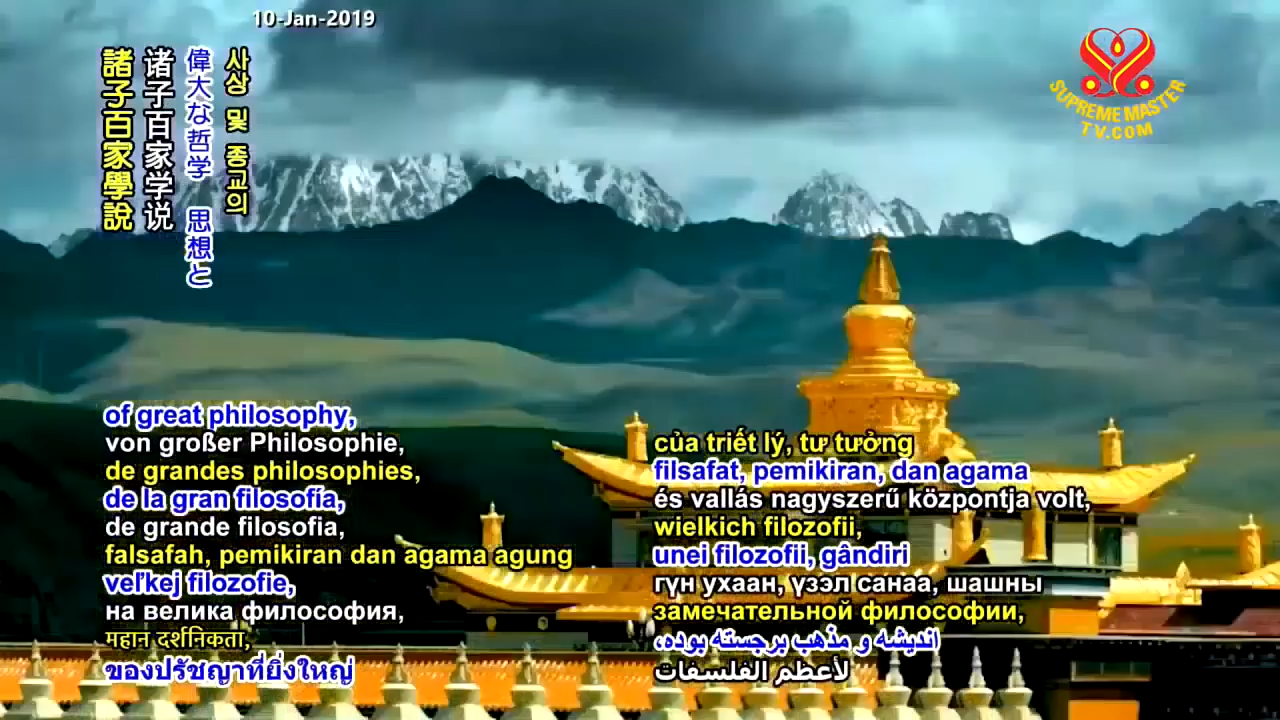 10-Jan-2019
SUPREME MASTER
TV.COM
사상 및 종교의
偉大な哲学　思想と
诸子百家学说
諸子百家學說
of great philosophy,
von großer Philosophie,
de grandes philosophies,
de la gran filosofía,
de grande filosofia,
falsafah, pemikiran dan agama agung
veľkej filozofie,
на велика философия,
महान दर्शनिकता,
ของปรัชญาที่ยิ่งใหญ่
của triết lý, tư tưởng
filsafat, pemikiran, dan agama
és vallás nagyszerű központja volt,
wielkich filozofii,
unei filozofii, gândiri
гүн ухаан, үзэл санаа, шашны
замечательной философии,
اندیشه و مذهب برجسته بوده،
لأعظم الفلسفات